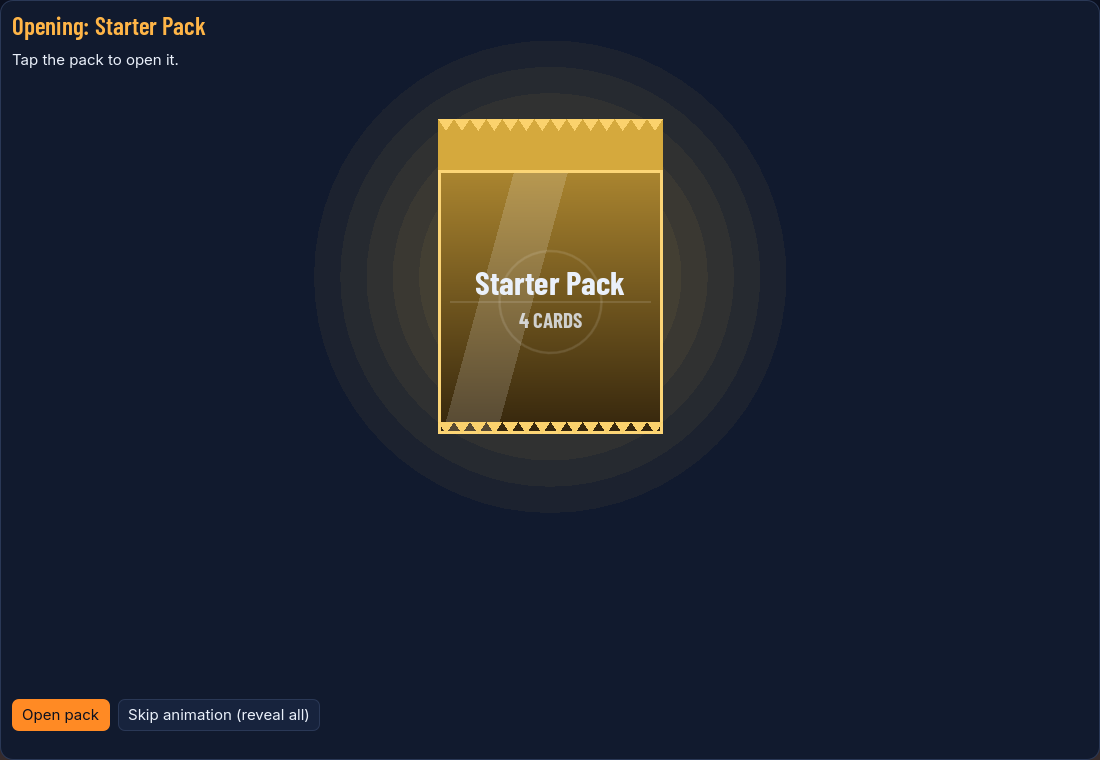 Opening: Starter Pack
Tap the pack to open it.
Starter Pack
4 CARDS
Open pack
Skip animation (reveal all)